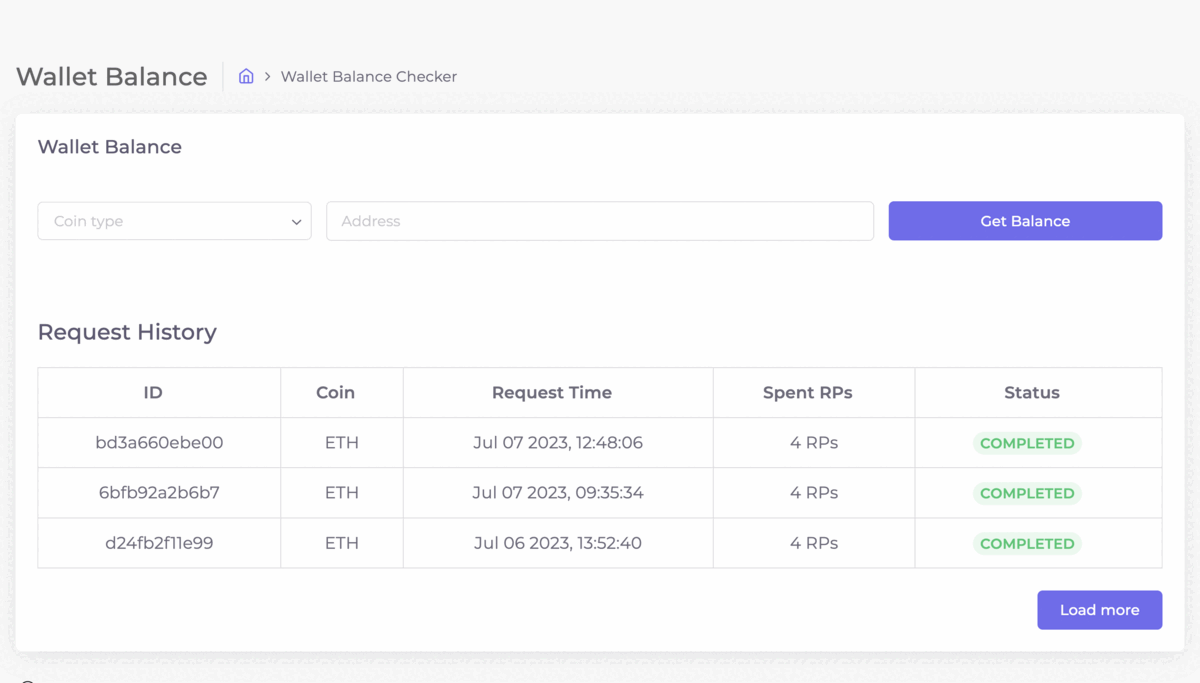 Wallet Balance > Wallet Balance Checker
Wallet Balance
Coin type Address Get Balance
Request History
ID Coin Request Time Spent RPs Status
bd3a660ebe00 ETH Jul 07 2023, 12:48:06 4 RPs COMPLETED
6bfb92a2b6b7 ETH Jul 07 2023, 09:35:34 4 RPs COMPLETED
d24fb2f11e99 ETH Jul 06 2023, 13:52:40 4 RPs COMPLETED
Load more